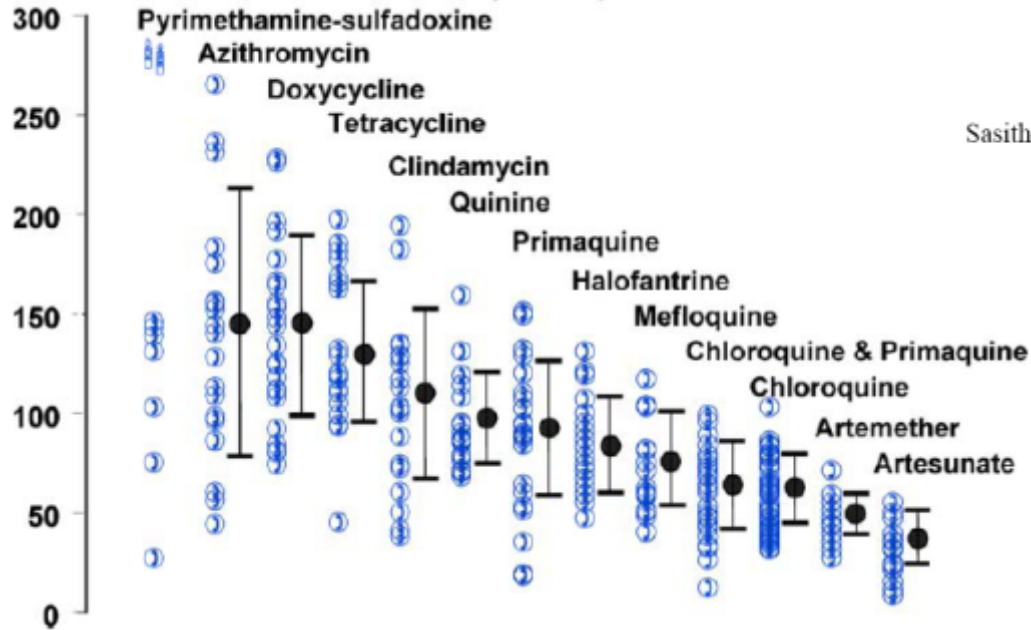 300
Pyrimethamine-sulfadoxine
Azithromycin
Doxycycline
250
Tetracycline
Sasith
Clindamycin
200
Quinine
Primaquine
Halofantrine
150
Mefloquine
Chloroquine & Primaquine
Chloroquine
100
Artemether
Artesunate
50
0